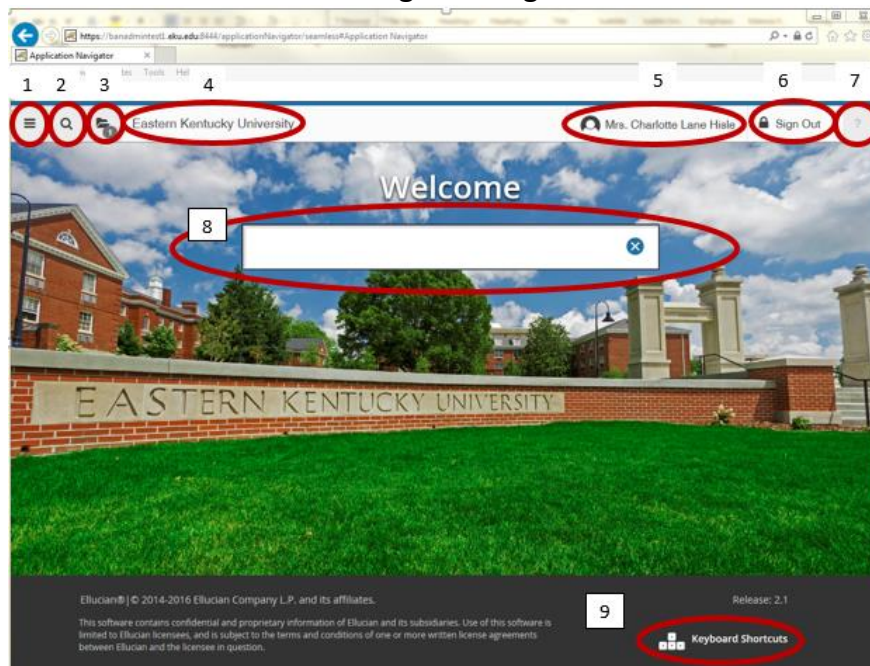 https://banadmintest1.eku.edu:8444/applicationNavigator/seamless#Application Navigator
Application Navigator
Tools Hel
1 2 3 4 5 6 7
Eastern Kentucky University Mrs. Charlotte Lane Hisle Sign Out ?
Welcome
8
EASTERN KENTUCKY UNIVERSITY
Ellucian®|© 2014-2016 Ellucian Company L.P. and its affiliates. Release: 2.1
This software contains confidential and proprietary information of Ellucian and its subsidiaries. Use of this software is
limited to Ellucian licensees, and is subject to the terms and conditions of one or more written license agreements
between Ellucian and the licensee in question.
9
Keyboard Shortcuts